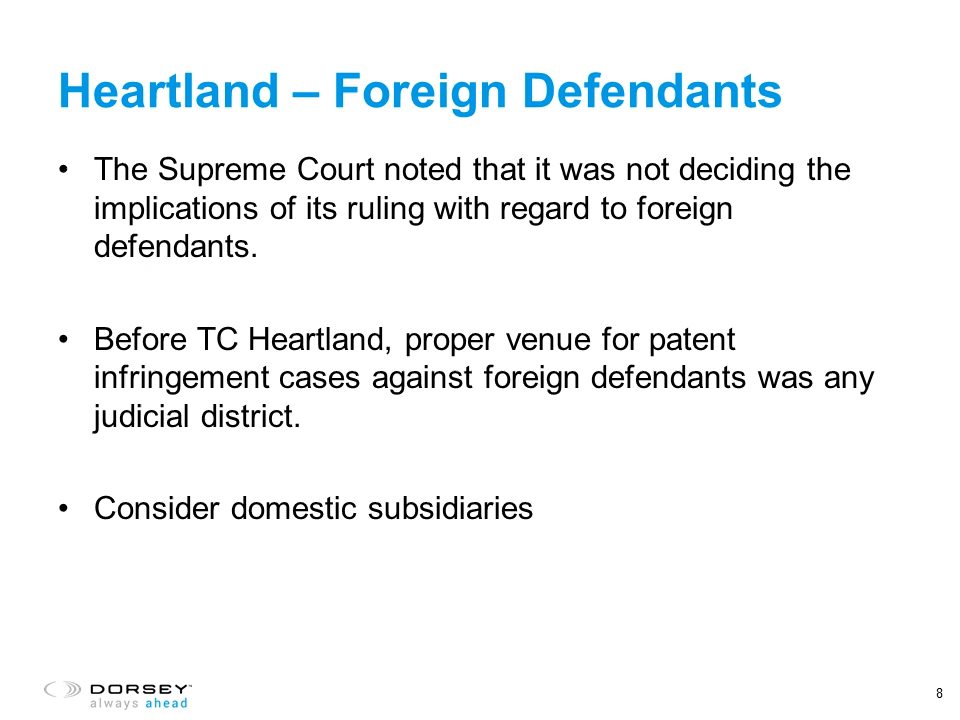 Heartland – Foreign Defendants
• The Supreme Court noted that it was not deciding the
implications of its ruling with regard to foreign
defendants.
• Before TC Heartland, proper venue for patent
infringement cases against foreign defendants was any
judicial district.
• Consider domestic subsidiaries
DORSEY™
always ahead
8